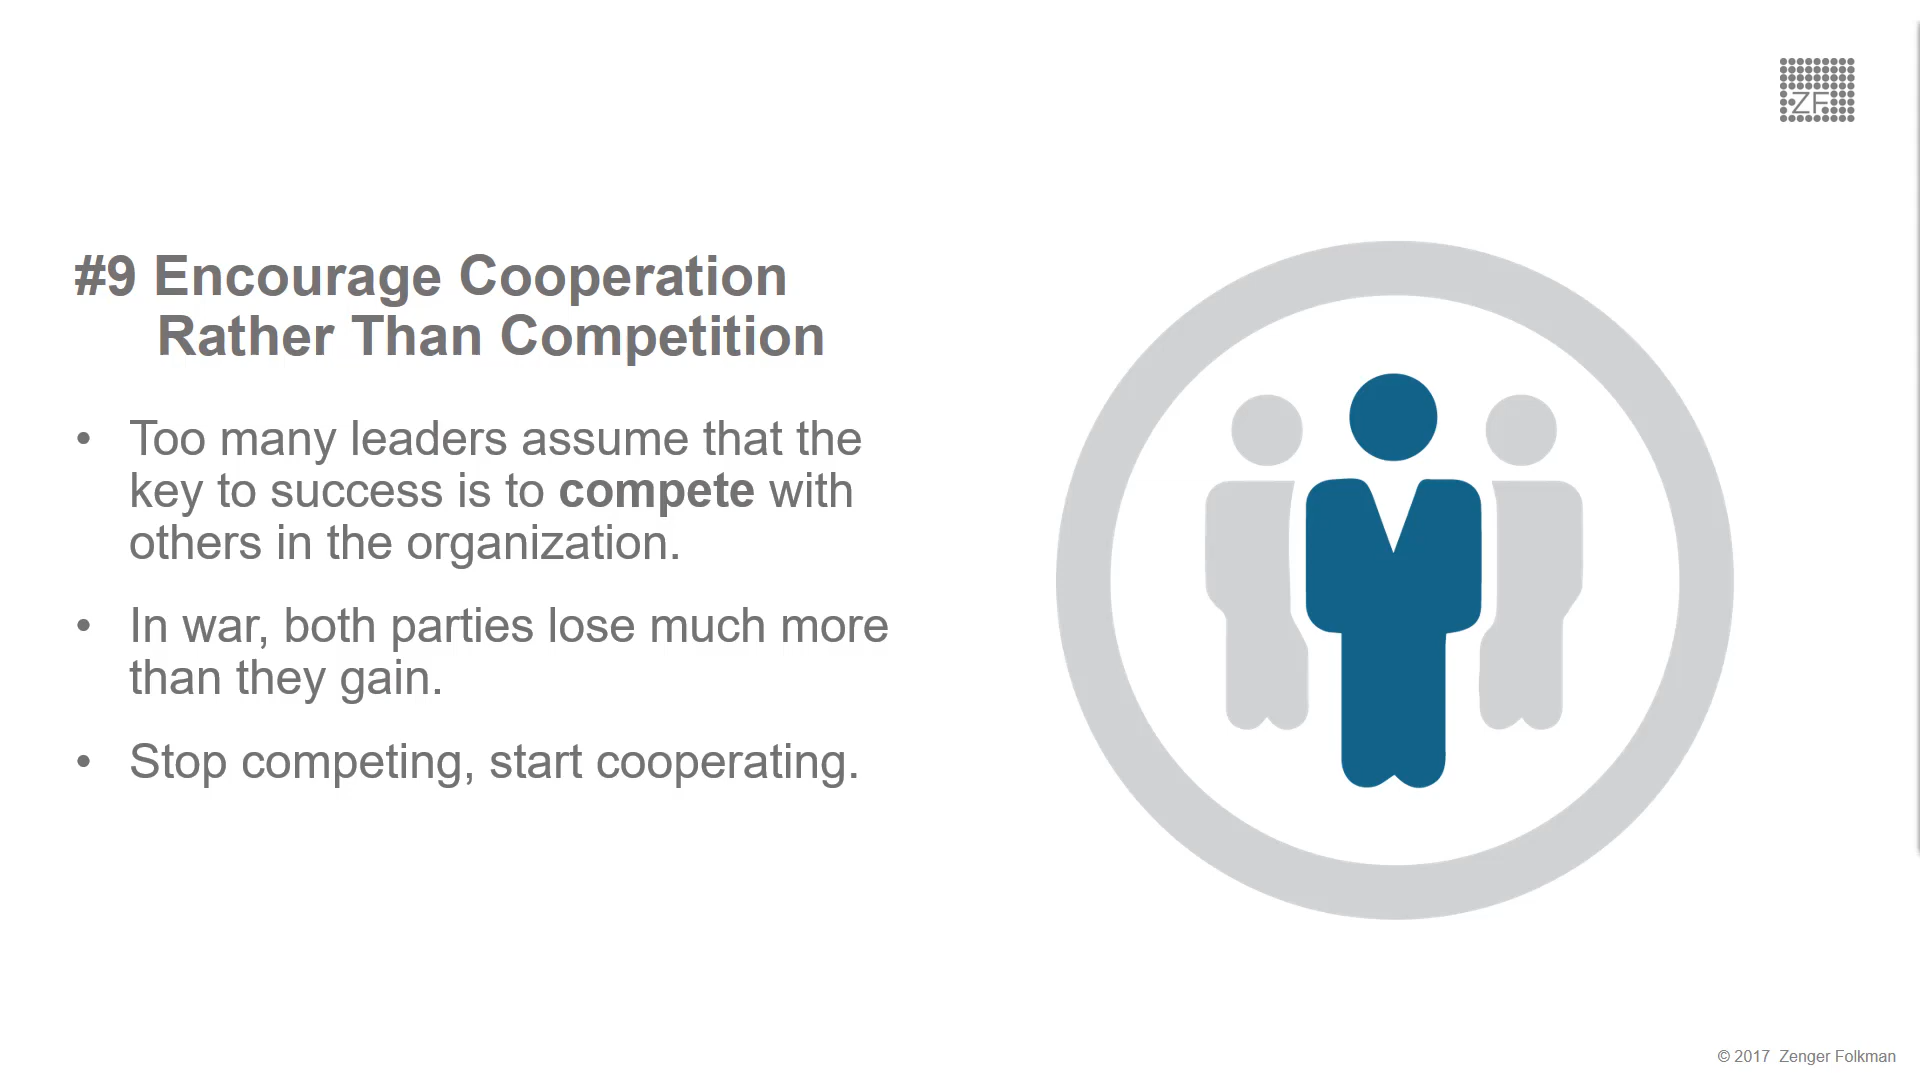 ZF
#9 Encourage Cooperation
Rather Than Competition
• Too many leaders assume that the
key to success is to compete with
others in the organization.
• In war, both parties lose much more
than they gain.
• Stop competing, start cooperating.
© 2017 Zenger Folkman